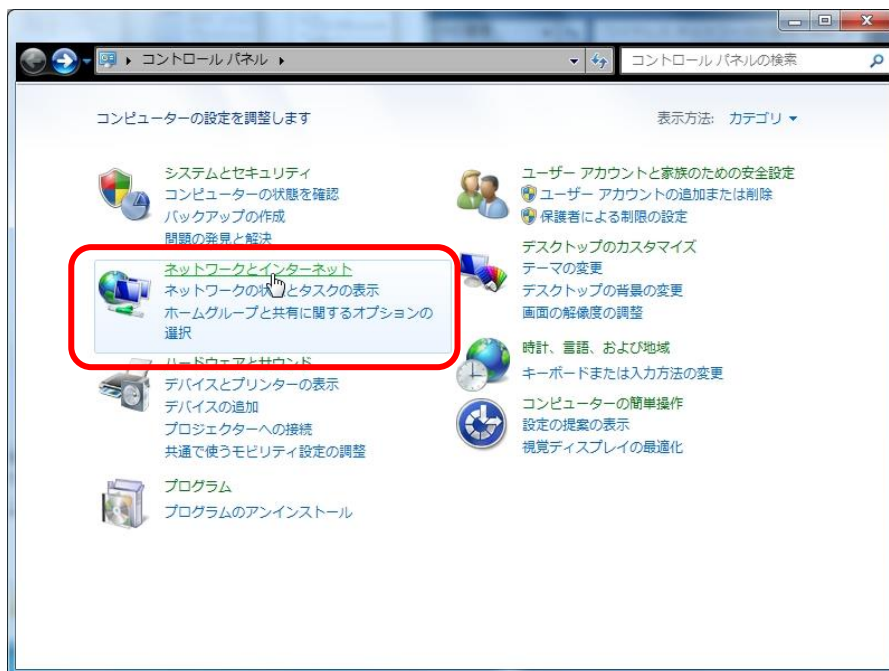 コントロール パネル
コントロール パネルの検索
コンピューターの設定を調整します
表示方法: カテゴリ
システムとセキュリティ
コンピューターの状態を確認
バックアップの作成
問題の発見と解決
ネットワークとインターネット
ネットワークの状 とタスクの表示
ホームグループと共有に関するオプションの
選択
ハードウェアとサウンド
デバイスとプリンターの表示
デバイスの追加
プロジェクターへの接続
共通で使うモビリティ設定の調整
プログラム
プログラムのアンインストール
ユーザー アカウントと家族のための安全設定
ユーザー アカウントの追加または削除
保護者による制限の設定
デスクトップのカスタマイズ
テーマの変更
デスクトップの背景の変更
画面の解像度の調整
時計、言語、および地域
キーボードまたは入力方法の変更
コンピューターの簡単操作
設定の提案の表示
視覚ディスプレイの最適化